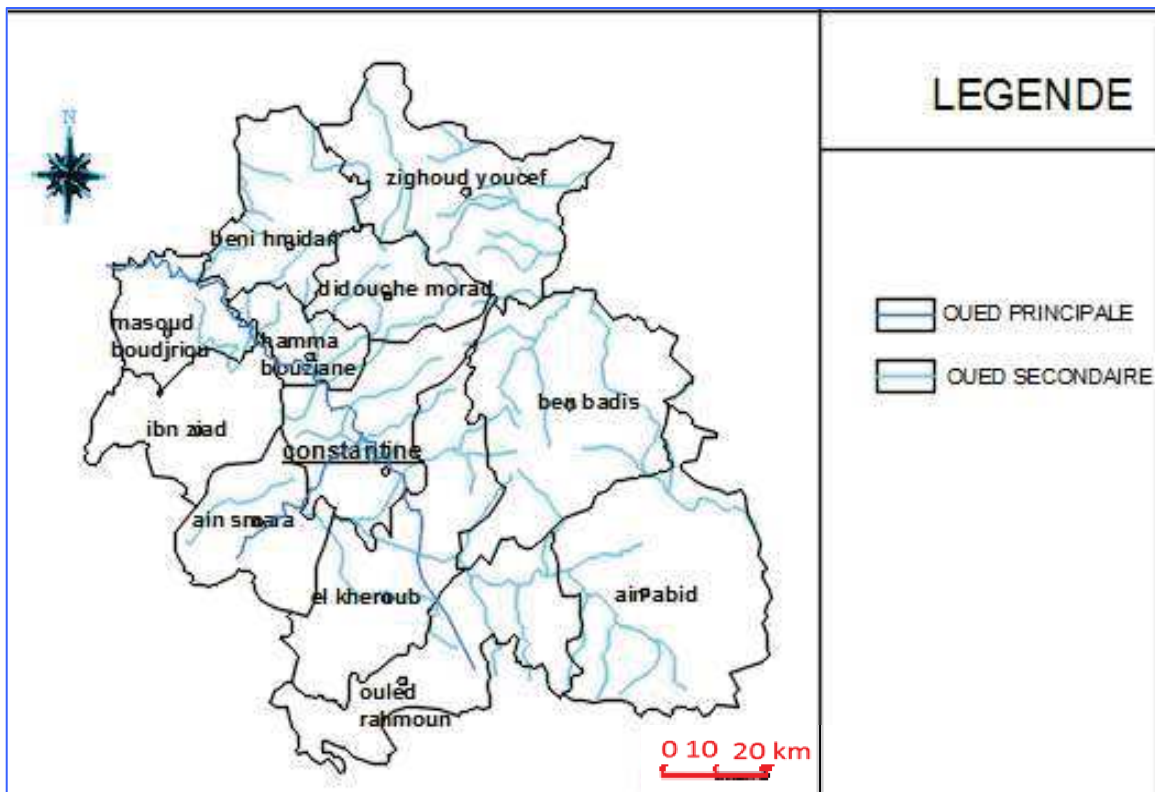 LEGENDE
N
zighoud youcef
beni hmidan
didouche morad
OUED PRINCIPALE
masoud
boudjriou
hamma
bouziane
OUED SECONDAIRE
ben badis
ibn ziad
constantine
ain smara
el kheroub
ain abid
ouled
rahmoun
0 10 20 km